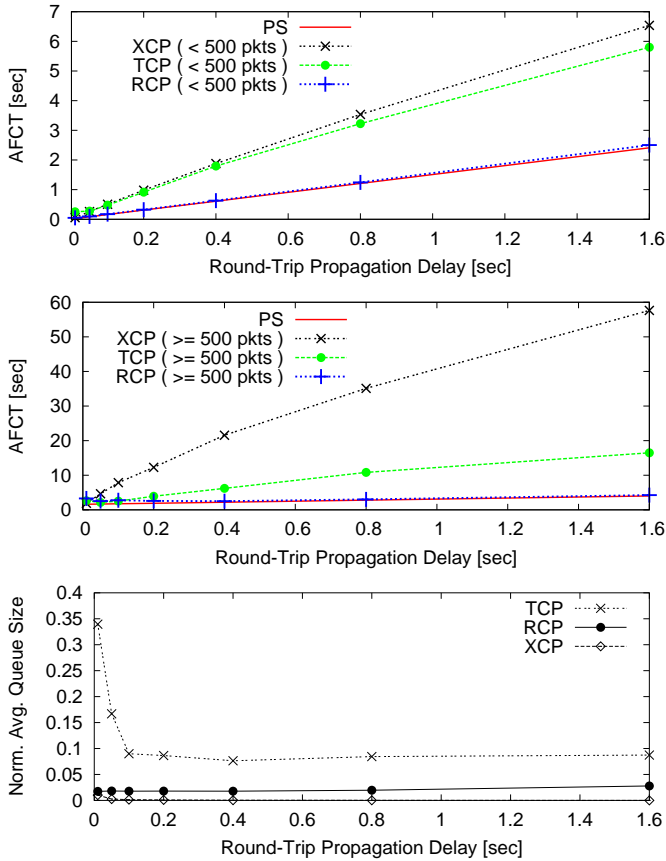 7
6
5
4
3
2
1
0
AFCT [sec]
PS
XCP ( < 500 pkts )
TCP ( < 500 pkts )
RCP ( < 500 pkts )
0 0.2 0.4 0.6 0.8 1 1.2 1.4 1.6
Round-Trip Propagation Delay [sec]
60
50
40
30
20
10
0
AFCT [sec]
PS
XCP ( >= 500 pkts )
TCP ( >= 500 pkts )
RCP ( >= 500 pkts )
0 0.2 0.4 0.6 0.8 1 1.2 1.4 1.6
Round-Trip Propagation Delay [sec]
0.4
0.35
0.3
0.25
0.2
0.15
0.1
0.05
0
Norm. Avg. Queue Size
TCP
RCP
XCP
0 0.2 0.4 0.6 0.8 1 1.2 1.4 1.6
Round-Trip Propagation Delay [sec]